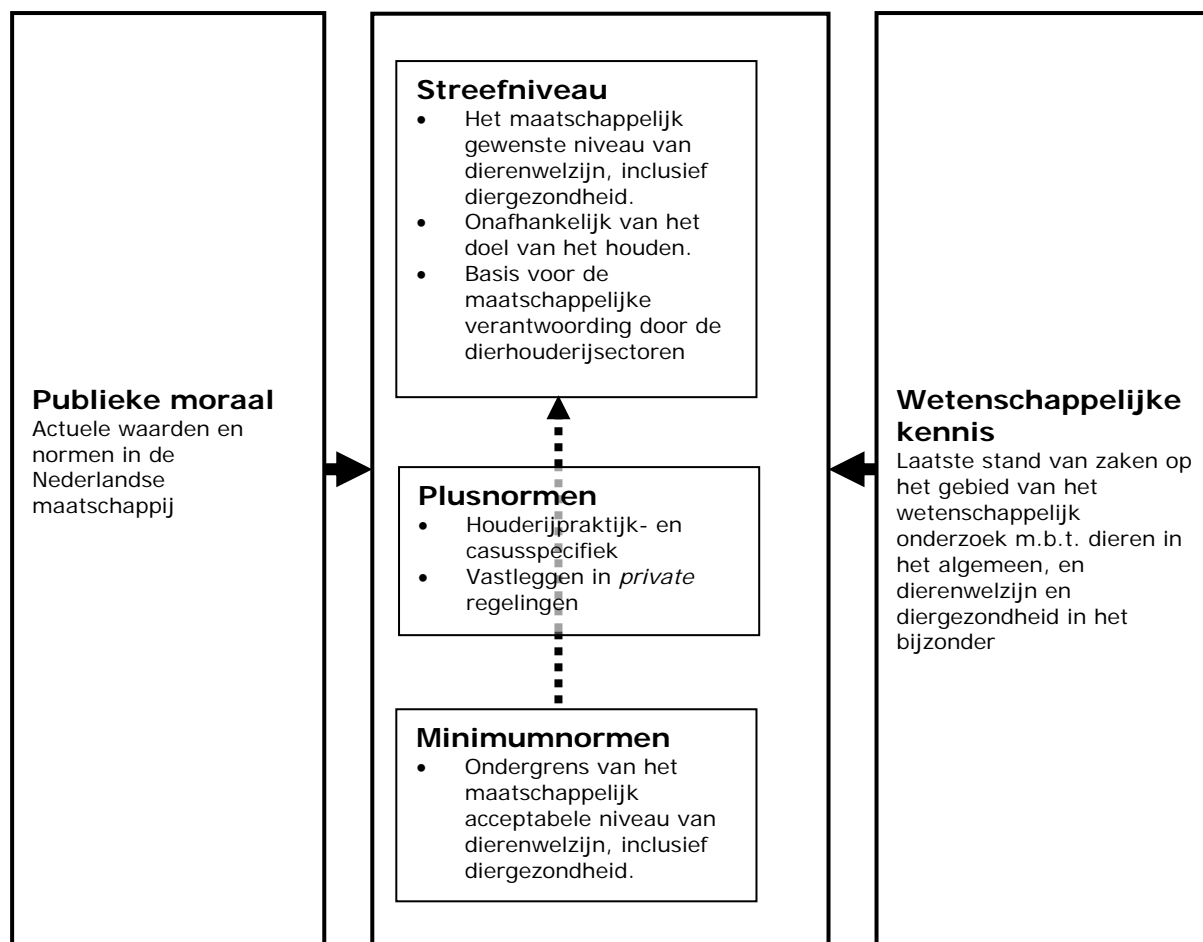 Publieke moraal
Actuele waarden en
normen in de
Nederlandse
maatschappij
Streefniveau
• Het maatschappelijk
gewenste niveau van
dierenwelzijn, inclusief
diergezondheid.
• Onafhankelijk van het
doel van het houden.
• Basis voor de
maatschappelijke
verantwoording door de
dierhouderijsectoren
Plusnormen
• Houderijpraktijk- en
casusspecifiek
• Vastleggen in private
regelingen
Minimumnormen
• Ondergrens van het
maatschappelijk
acceptabele niveau van
dierenwelzijn, inclusief
diergezondheid.
Wetenschappelijke
kennis
Laatste stand van zaken op
het gebied van het
wetenschappelijk
onderzoek m.b.t. dieren in
het algemeen, en
dierenwelzijn en
diergezondheid in het
bijzonder